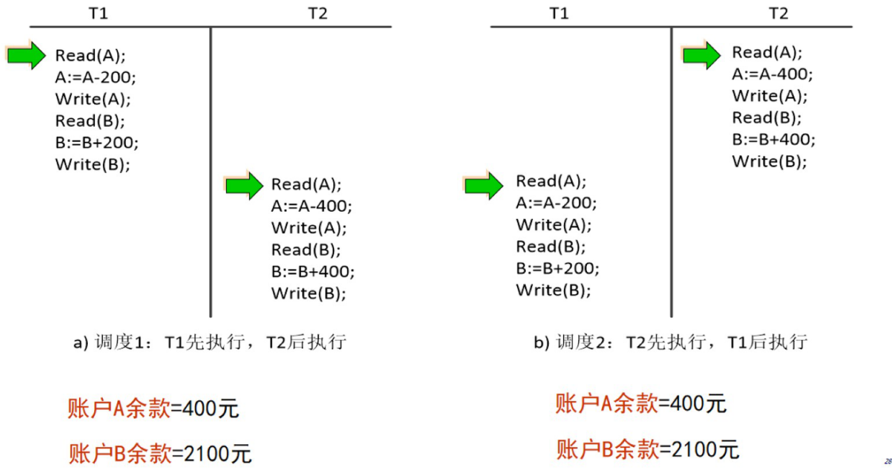 T1
T2
Read(A);
A:=A-200;
Write(A);
Read(B);
B:=B+200;
Write(B);
Read(A);
A:=A-400;
Write(A);
Read(B);
B:=B+400;
Write(B);
a) 调度1：T1先执行，T2后执行
账户A余款=400元
账户B余款=2100元
T1
T2
Read(A);
A:=A-400;
Write(A);
Read(B);
B:=B+400;
Write(B);
Read(A);
A:=A-200;
Write(A);
Read(B);
B:=B+200;
Write(B);
b) 调度2：T2先执行，T1后执行
账户A余款=400元
账户B余款=2100元
28